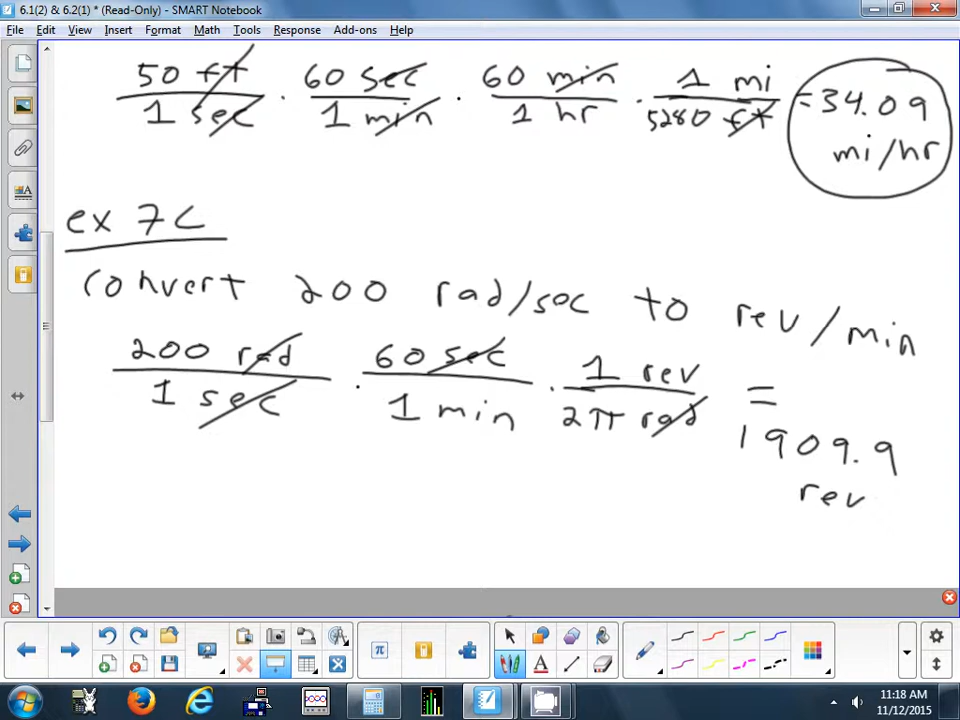 6.1(2) & 6.2(1) * (Read-Only) - SMART Notebook
File Edit View Insert Format Math Tools Response Add-ons Help
50 ft / 1 sec · 60 sec / 1 min · 60 min / 1 hr · 1 mi / 5280 ft = 34.09 mi/hr
ex 7c
convert 200 rad/sec to rev/min
200 rad / 1 sec · 60 sec / 1 min · 1 rev / 2π rad =
1909.9
rev
11:18 AM
11/12/2015